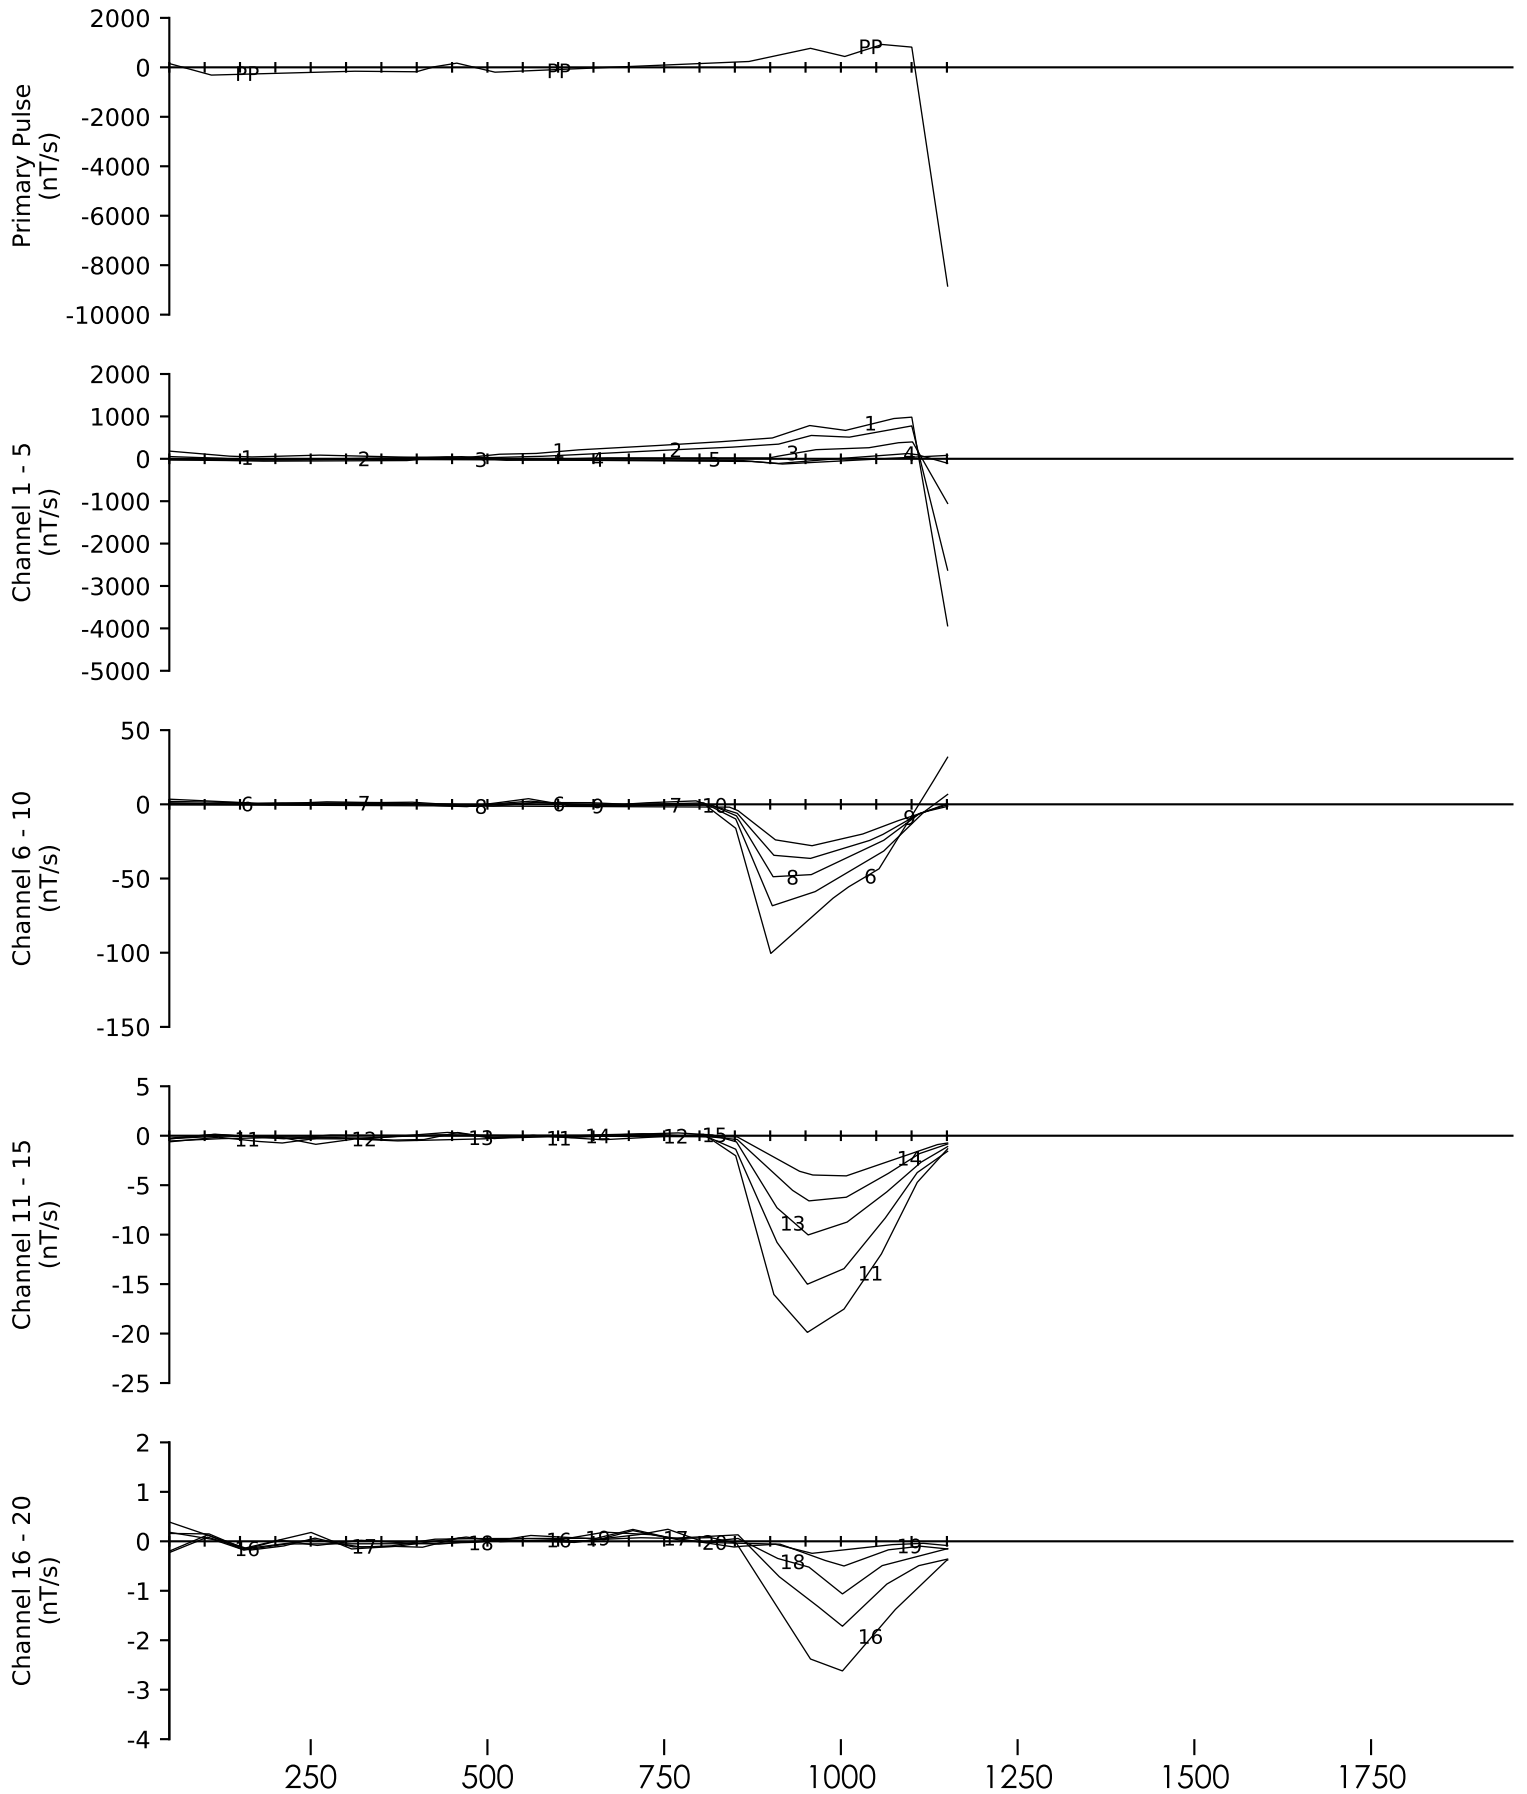 2000
0
-2000
-4000
-6000
-8000
-10000
Primary Pulse
(nT/s)
PP PP PP
2000
1000
0
-1000
-2000
-3000
-4000
-5000
Channel 1 - 5
(nT/s)
1 2 3 1 4 2 5 3 1 4
50
0
-50
-100
-150
Channel 6 - 10
(nT/s)
6 7 8 6 9 7 10 8 6 9
5
0
-5
-10
-15
-20
-25
Channel 11 - 15
(nT/s)
11 12 13 11 14 12 15 13 11 14
2
1
0
-1
-2
-3
-4
Channel 16 - 20
(nT/s)
16 17 18 16 19 17 20 18 16 19
250 500 750 1000 1250 1500 1750